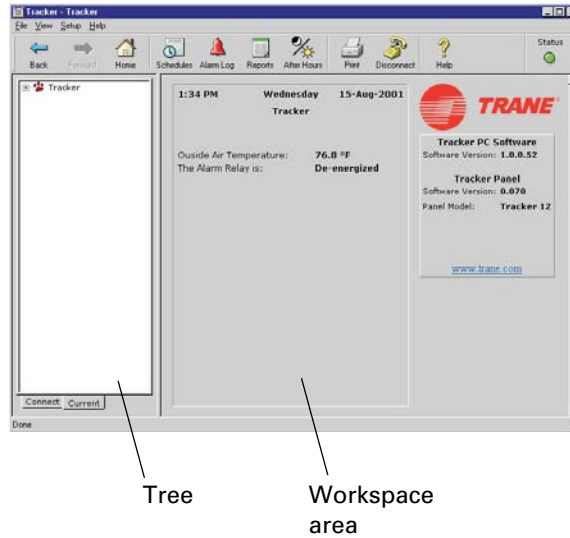 Tracker - Tracker
File View Setup Help
Back Forward Home Schedules Alarm Log Reports After Hours Print Disconnect Help Status
Tracker
1:34 PM Wednesday 15-Aug-2001
Tracker
Ouside Air Temperature: 76.8 °F
The Alarm Relay is: De-energized
TRANE
Tracker PC Software
Software Version: 1.0.0.52
Tracker Panel
Software Version: 0.070
Panel Model: Tracker 12
www.trane.com
Connect Current
Done
Tree
Workspace
area